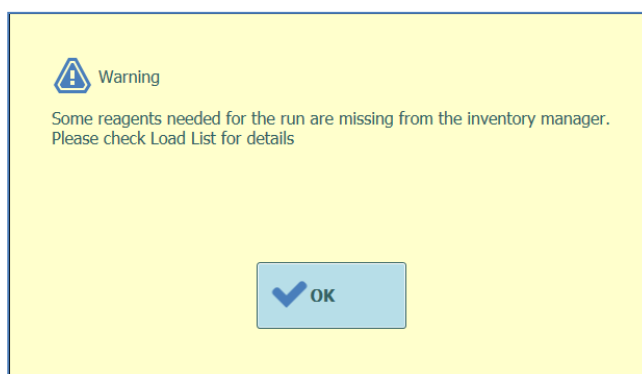 Warning
Some reagents needed for the run are missing from the inventory manager.
Please check Load List for details
OK